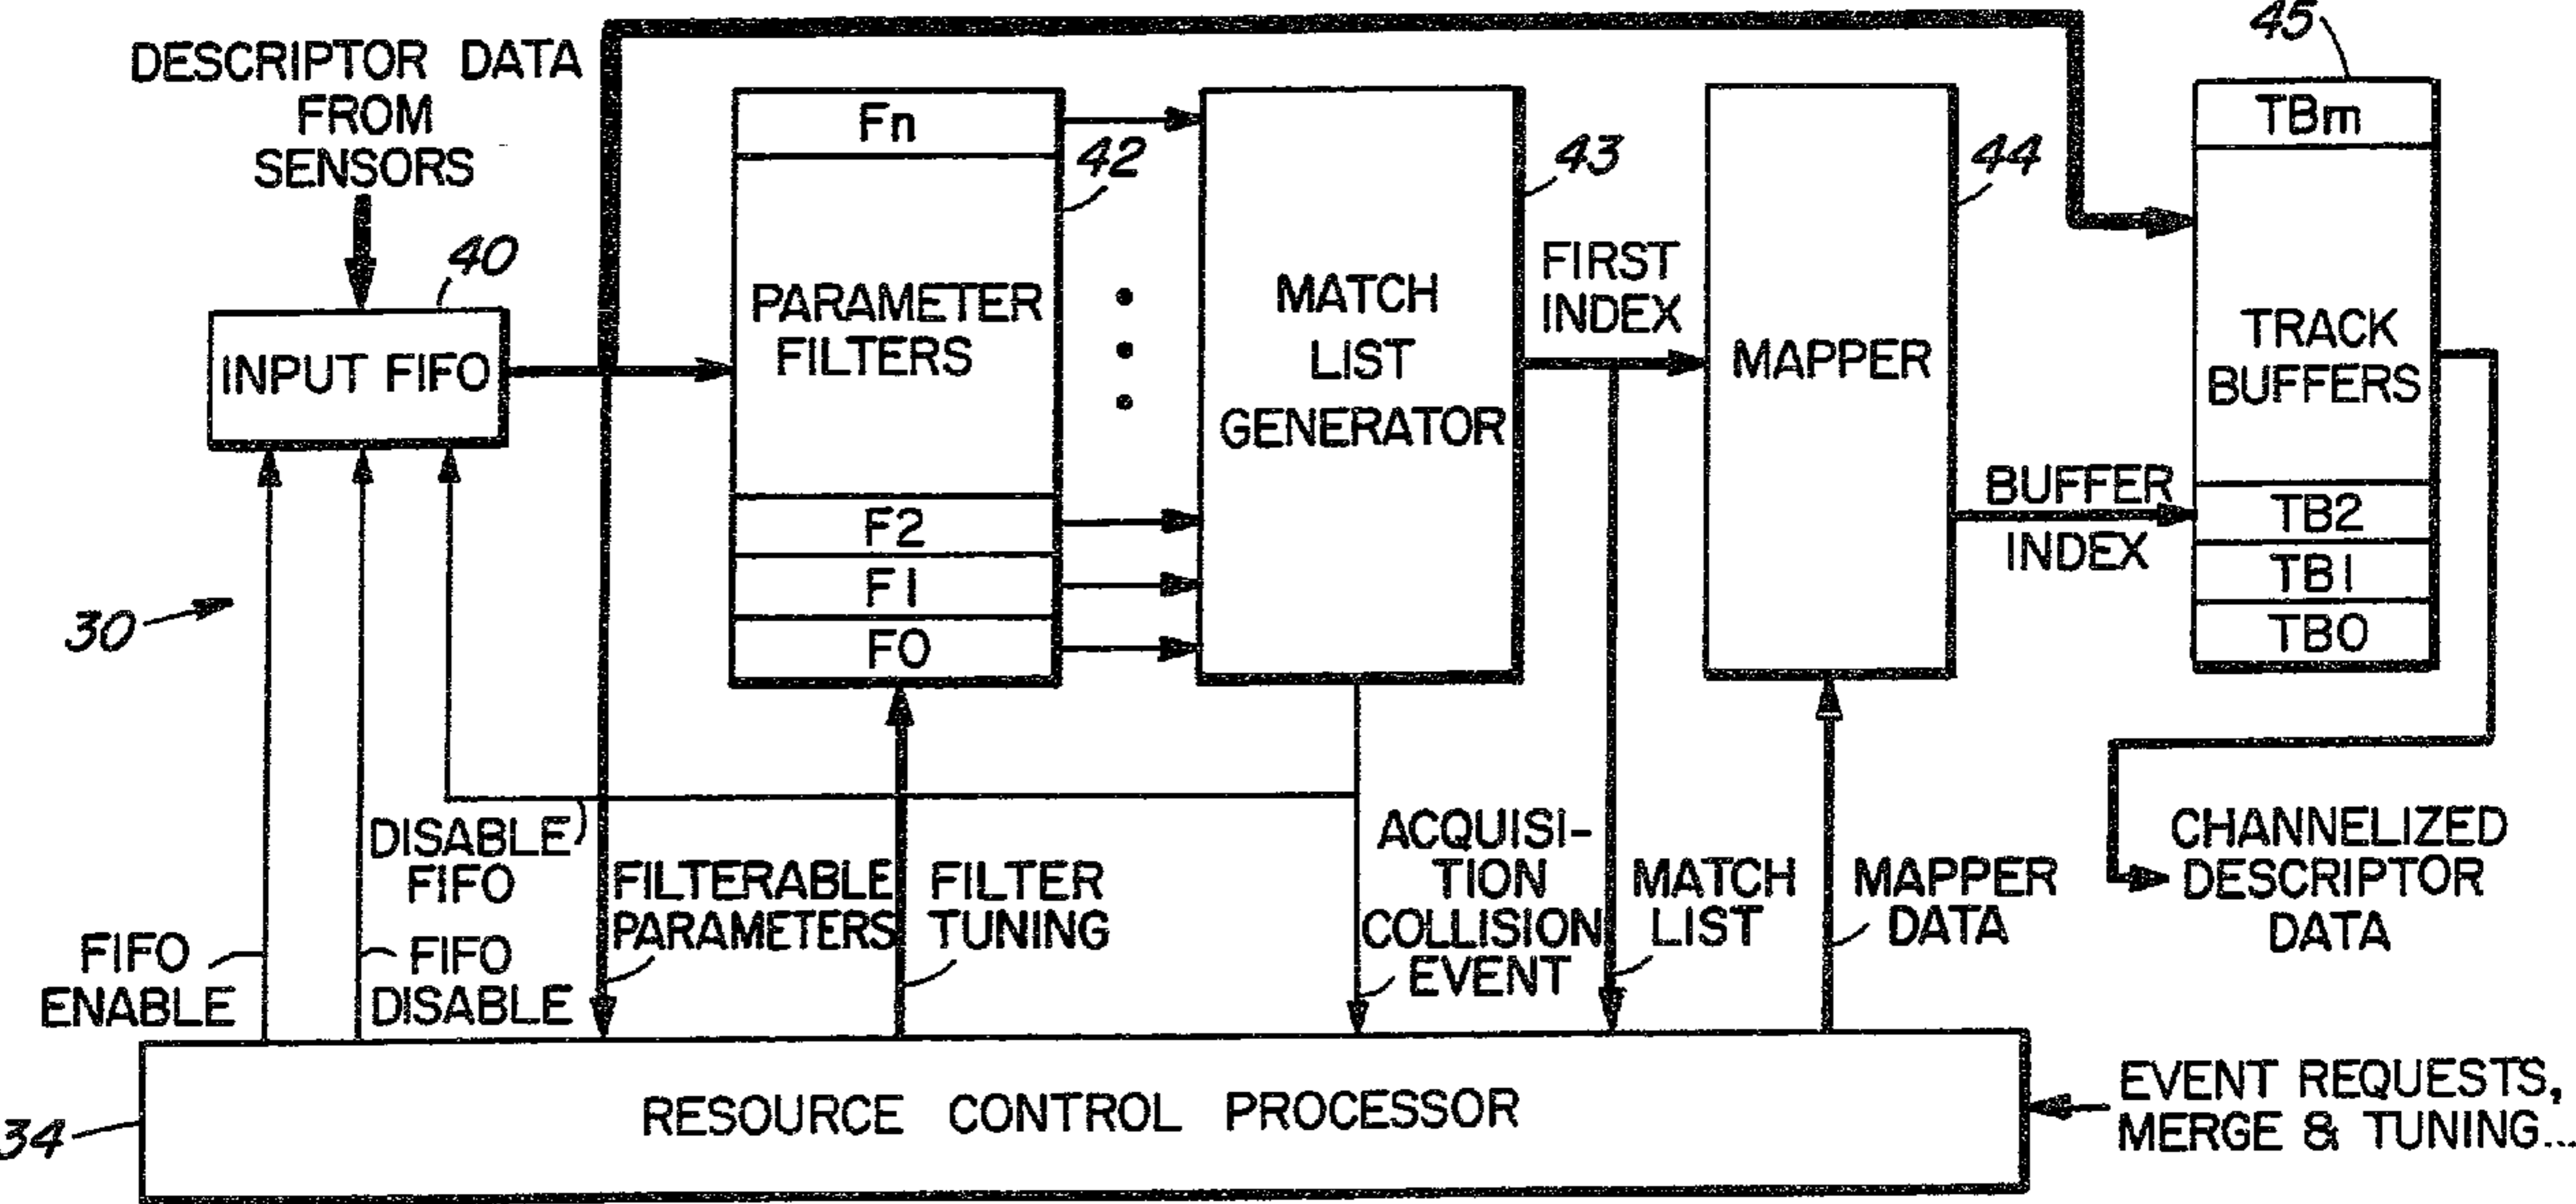 DESCRIPTOR DATA
FROM
SENSORS
40
INPUT FIFO
30
Fn
42
PARAMETER
FILTERS
F2
F1
F0
MATCH
LIST
GENERATOR
43
FIRST
INDEX
MAPPER
44
BUFFER
INDEX
45
TBm
TRACK
BUFFERS
TB2
TB1
TB0
CHANNELIZED
DESCRIPTOR
DATA
DISABLE
FIFO
FIFO
ENABLE
FIFO
DISABLE
FILTERABLE
PARAMETERS
FILTER
TUNING
ACQUISI-
TION
COLLISION
EVENT
MATCH
LIST
MAPPER
DATA
34
RESOURCE CONTROL PROCESSOR
EVENT REQUESTS,
MERGE & TUNING...